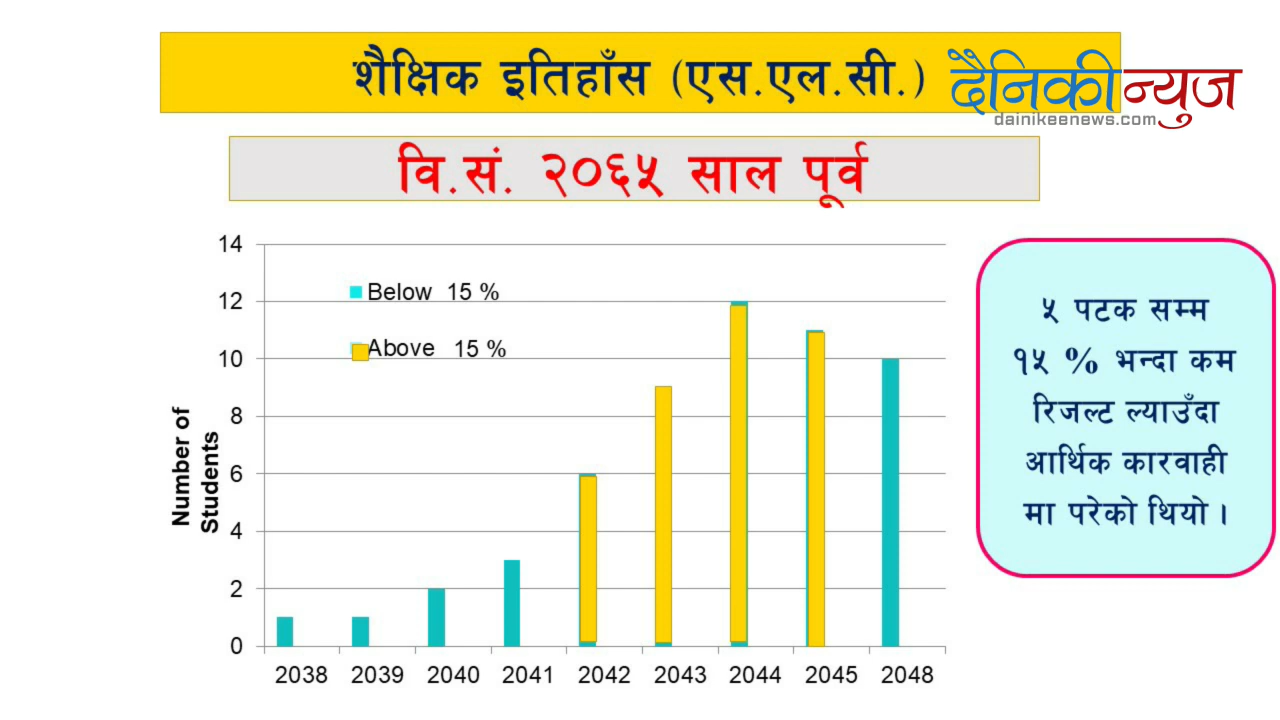 शैक्षिक इतिहाँस (एस.एल.सी.)
दैनिकी न्युज
dainikeenews.com
वि.सं. २०६५ साल पूर्व
14
12
10
8
6
4
2
0
Below 15 %
Above 15 %
Number of
Students
2038 2039 2040 2041 2042 2043 2044 2045 2048
५ पटक सम्म
१५ % भन्दा कम
रिजल्ट ल्याउँदा
आर्थिक कारवाही
मा परेको थियो ।